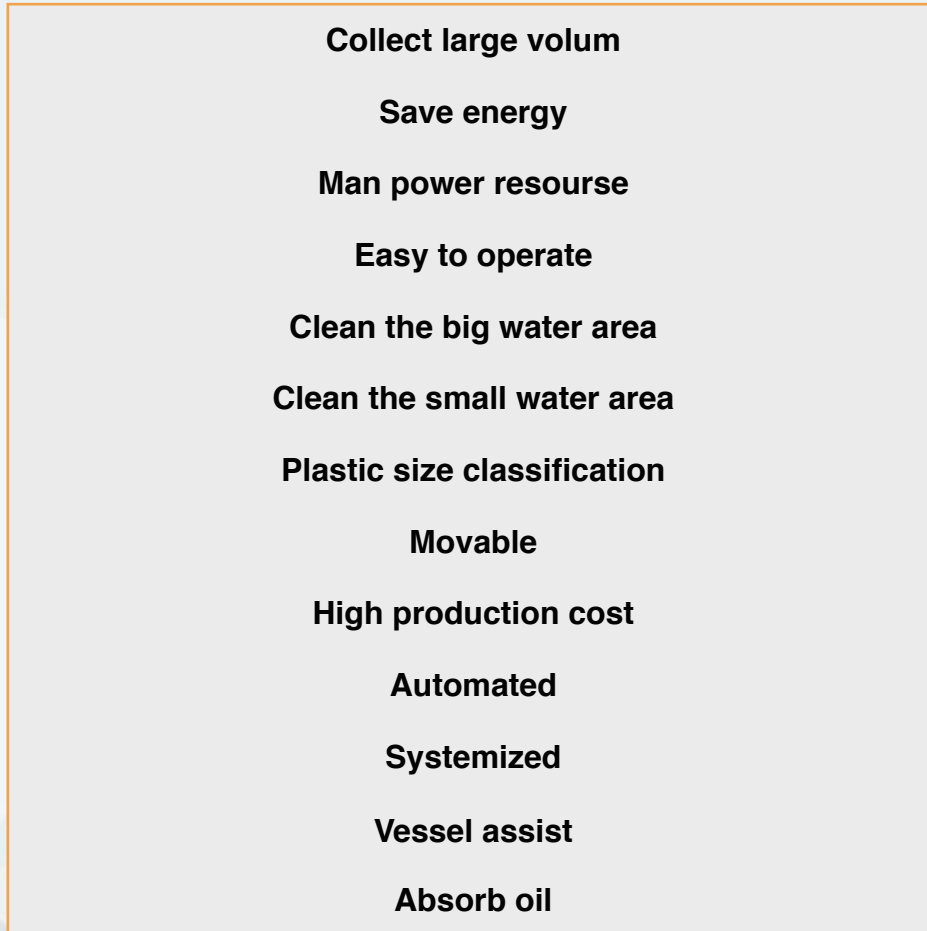 Collect large volum
Save energy
Man power resourse
Easy to operate
Clean the big water area
Clean the small water area
Plastic size classification
Movable
High production cost
Automated
Systemized
Vessel assist
Absorb oil